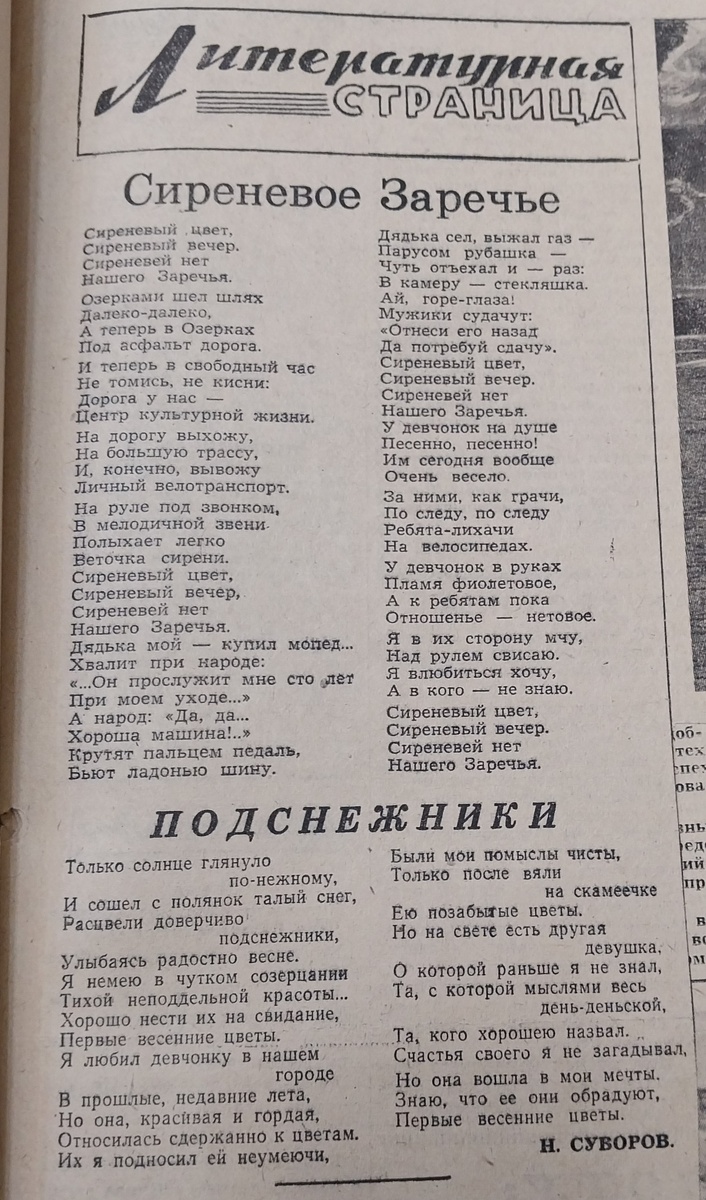 Литературная
СТРАНИЦА
Сиреневое Заречье
Сиреневый цвет,
Сиреневый вечер.
Сиреневей нет
Нашего Заречья.
Озерками шел шлях
Далеко-далеко,
А теперь в Озерках
Под асфальт дорога.
И теперь в свободный час
Не томись, не кисни:
Дорога у нас —
Центр культурной жизни.
На дорогу выхожу,
На большую трассу,
И, конечно, вывожу
Личный велотранспорт.
На руле под звонком,
В мелодичной звени
Полыхает легко
Веточка сирени.
Сиреневый цвет,
Сиреневый вечер,
Сиреневей нет
Нашего Заречья.
Дядька мой — купил мопед...
Хвалит при народе:
«...Он прослужит мне сто лет
При моем уходе...»
А народ: «Да, да...
Хороша машина!..»
Крутят пальцем педаль,
Бьют ладонью шину.
Дядька сел, выжал газ —
Парусом рубашка —
Чуть отъехал и — раз:
В камеру — стекляшка.
Ай, горе-глаза!
Мужики судачут:
«Отнеси его назад
Да потребуй сдачу».
Сиреневый цвет,
Сиреневый вечер.
Сиреневей нет
Нашего Заречья.
У девчонок на душе
Песенно, песенно!
Им сегодня вообще
Очень весело.
За ними, как грачи,
По следу, по следу
Ребята-лихачи
На велосипедах.
У девчонок в руках
Пламя фиолетовое,
А к ребятам пока
Отношенье — нетовое.
Я в их сторону мчу,
Над рулем свисаю.
Я влюбиться хочу,
А в кого — не знаю.
Сиреневый цвет,
Сиреневый вечер.
Сиреневей нет
Нашего Заречья.
ПОДСНЕЖНИКИ
Только солнце глянуло
по-нежному,
И сошел с полянок талый снег,
Расцвели доверчиво
подснежники,
Улыбаясь радостно весне.
Я немею в чутком созерцании
Тихой неподдельной красоты...
Хорошо нести их на свидание,
Первые весенние цветы.
Я любил девчонку в нашем
городе
В прошлые, недавние лета,
Но она, красивая и гордая,
Относилась сдержанно к цветам.
Их я подносил ей неумеючи,
Были мои помыслы чисты,
Только после вяли
на скамеечке
Ею позабытые цветы.
Но на свете есть другая
девушка,
О которой раньше я не знал,
Та, с которой мыслями весь
день-деньской,
Та, кого хорошею назвал.
Счастья своего я не загадывал,
Но она вошла в мои мечты.
Знаю, что ее они обрадуют,
Первые весенние цветы.
Н. СУВОРОВ.